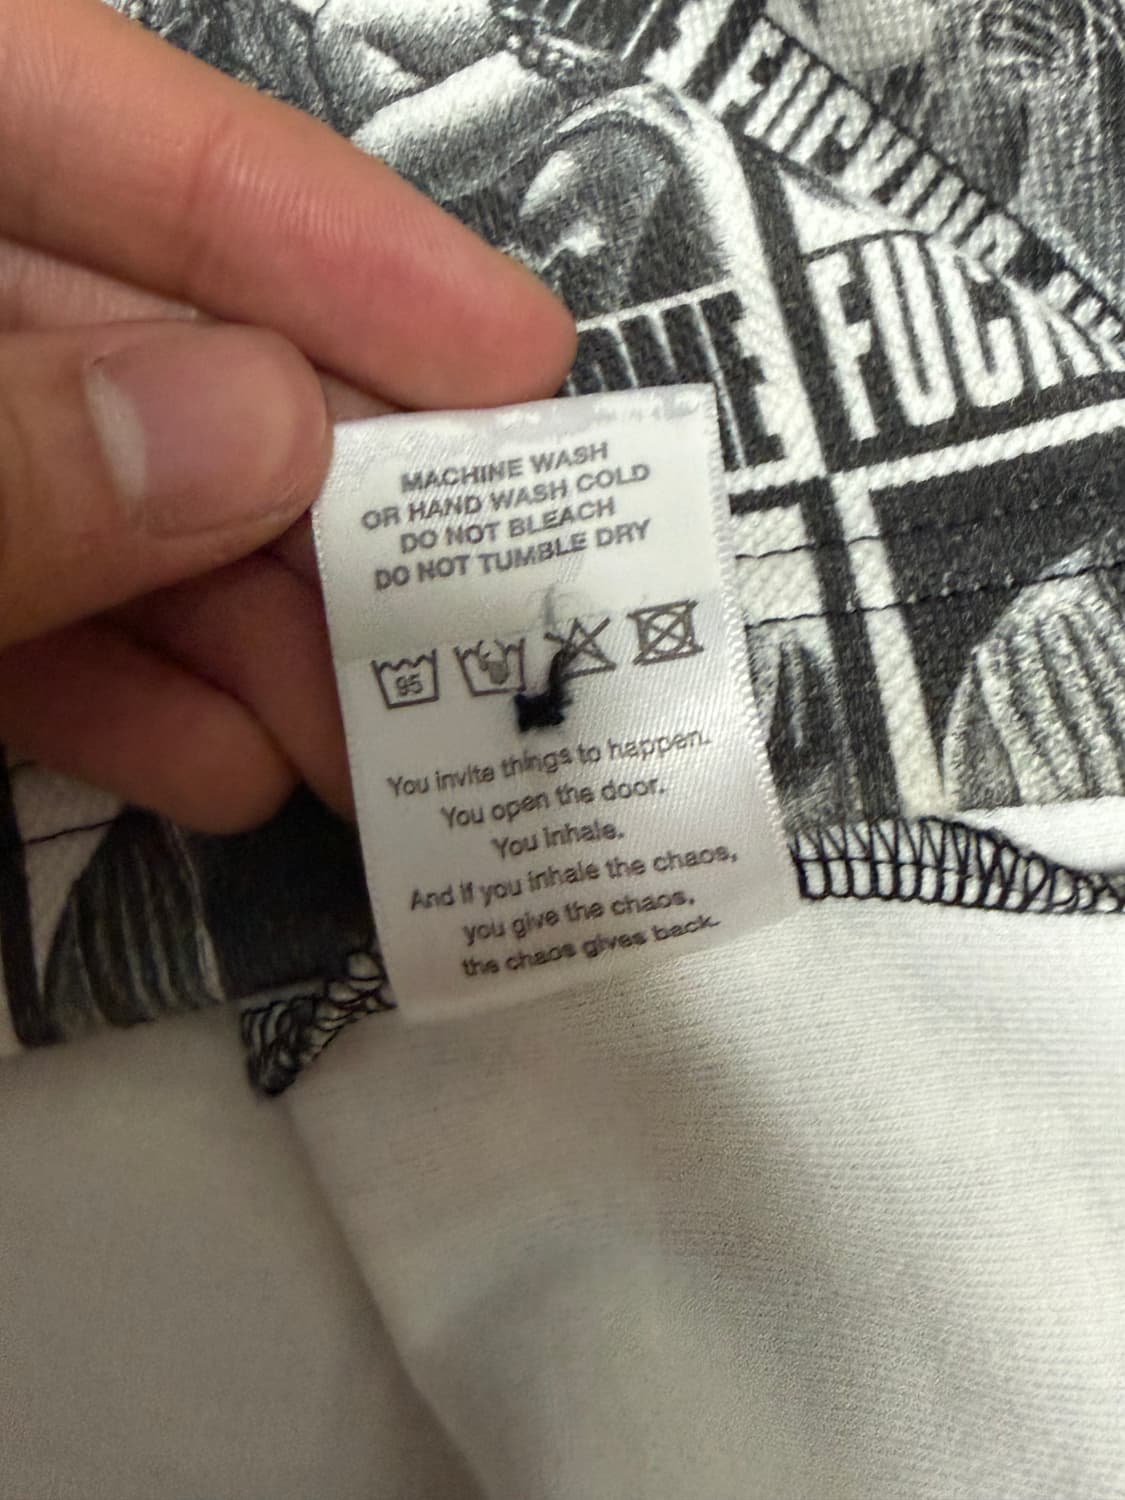 FUCKING
FUC
MACHINE WASH
OR HAND WASH COLD
DO NOT BLEACH
DO NOT TUMBLE DRY
95
You invite things to happen.
You open the door.
You inhale.
And if you inhale the chaos,
you give the chaos,
the chaos gives back.